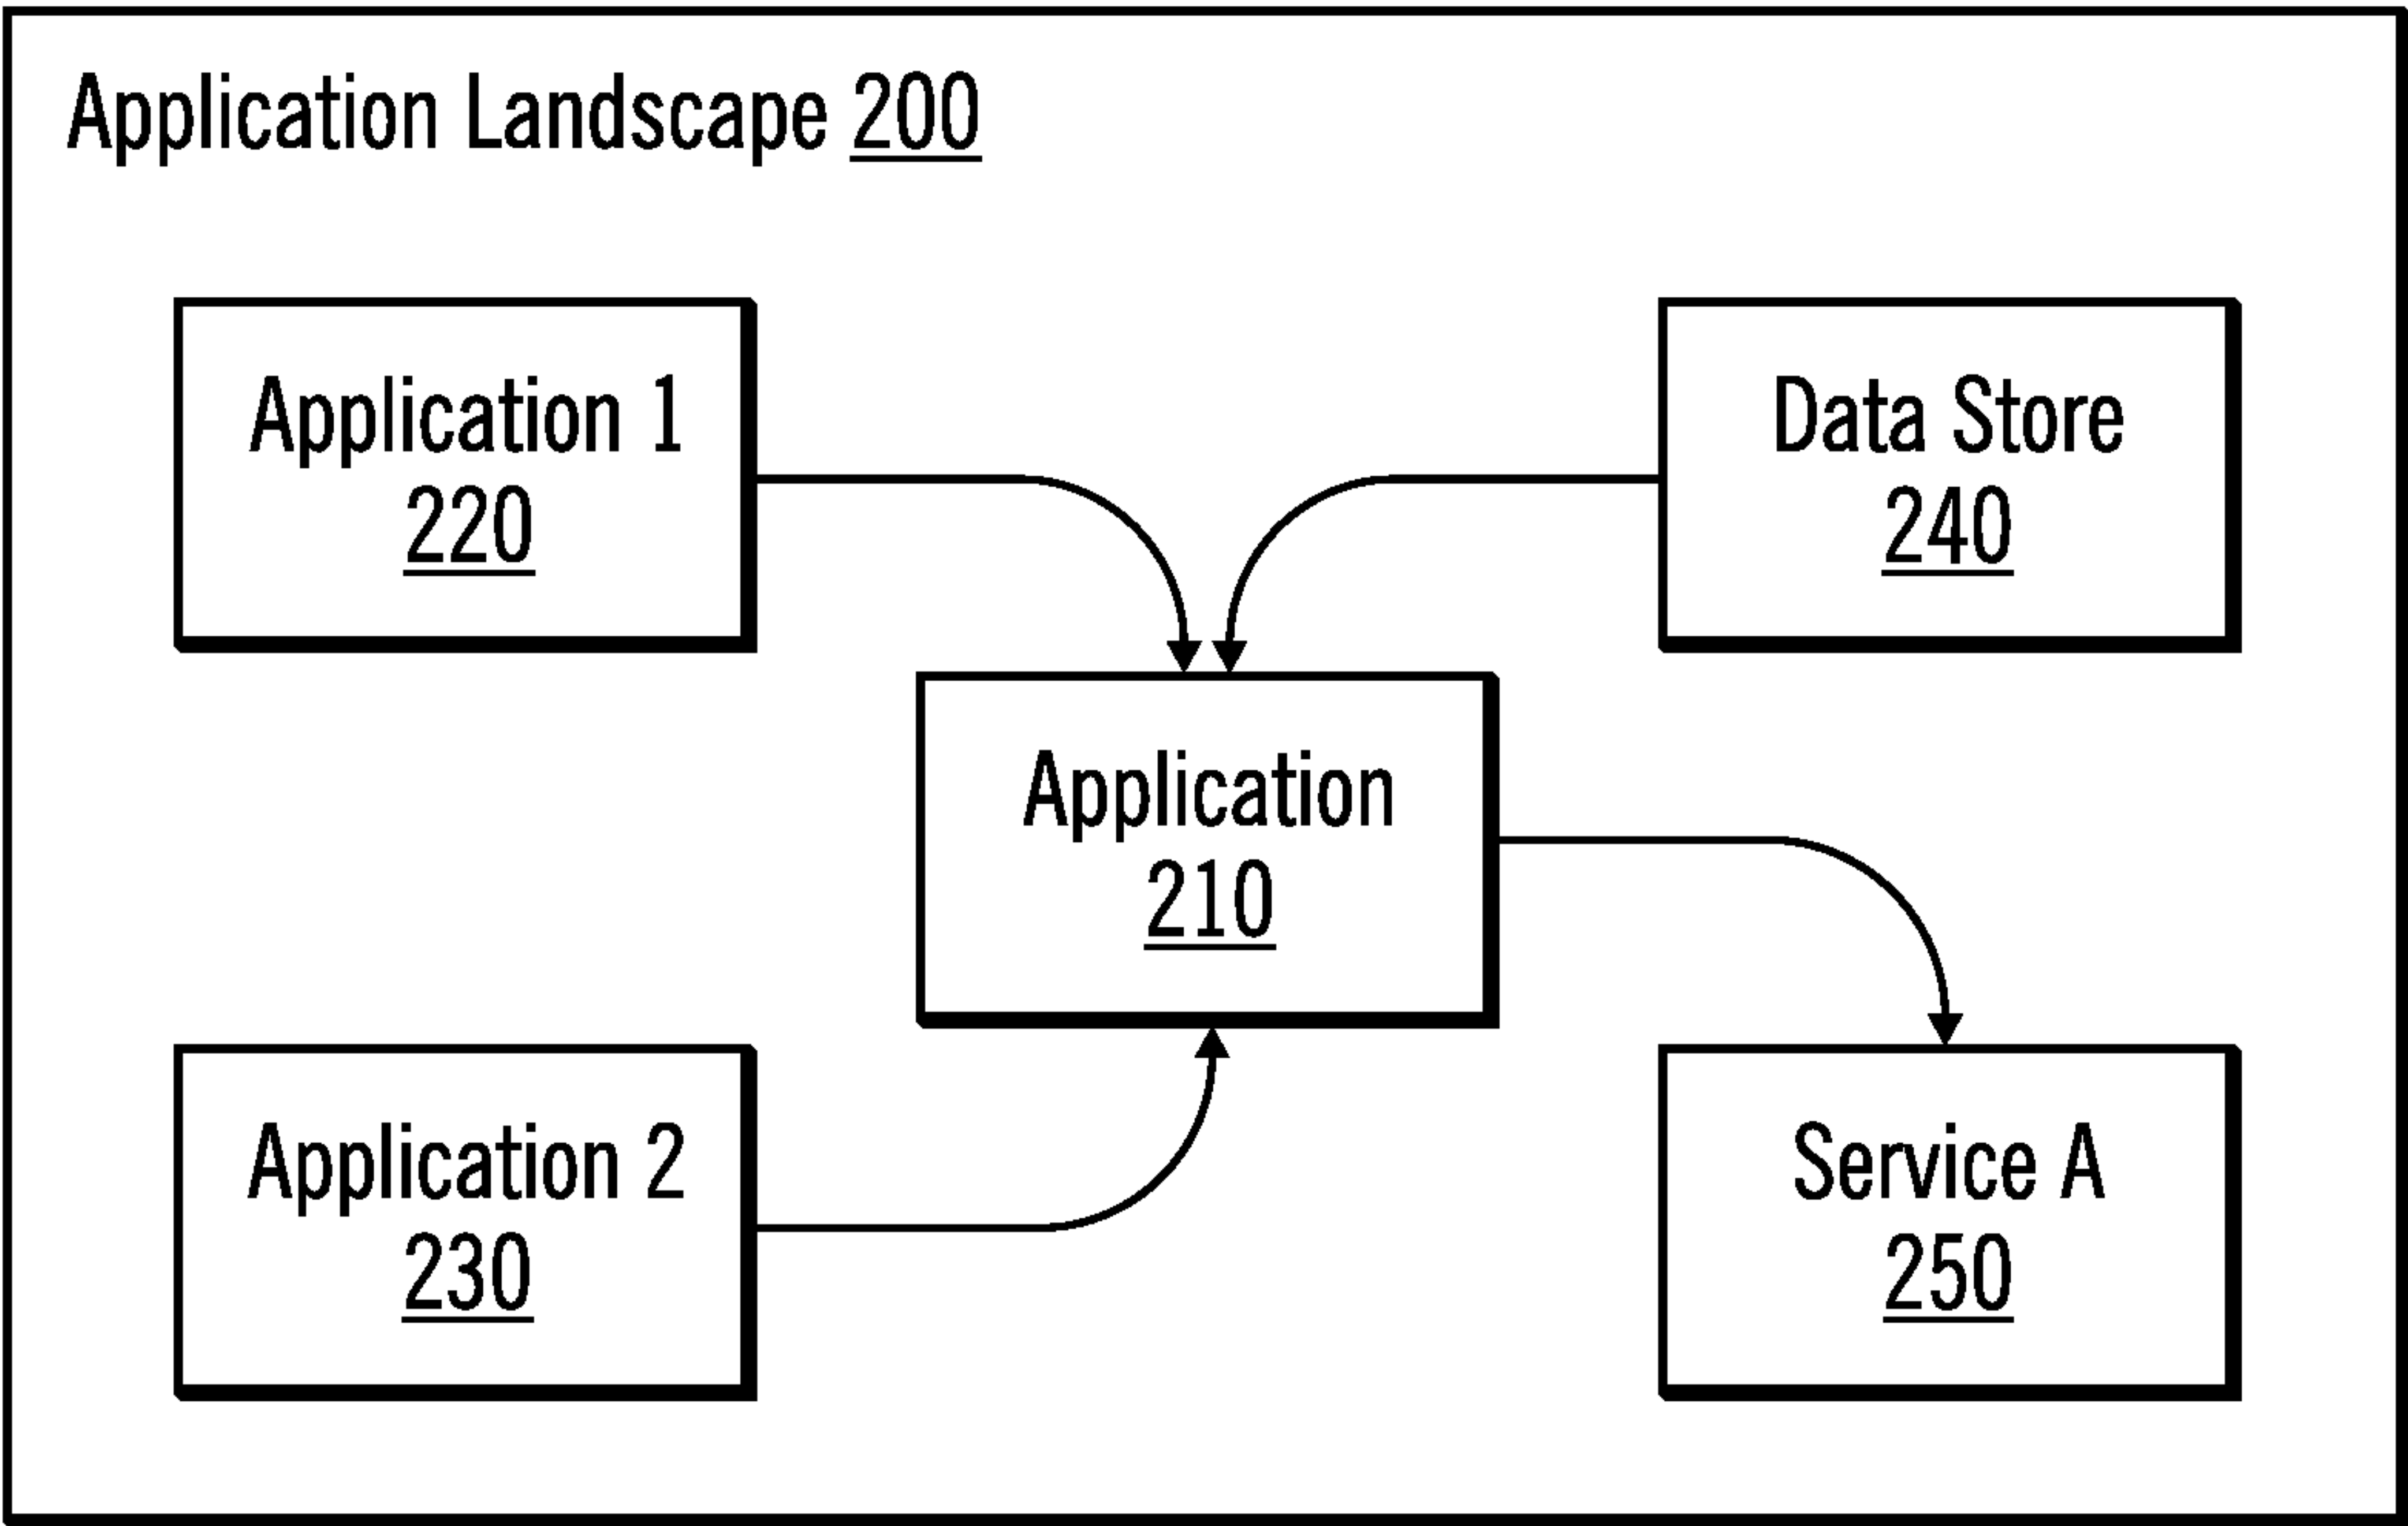 Application Landscape 200
Application 1
220
Data Store
240
Application
210
Application 2
230
Service A
250